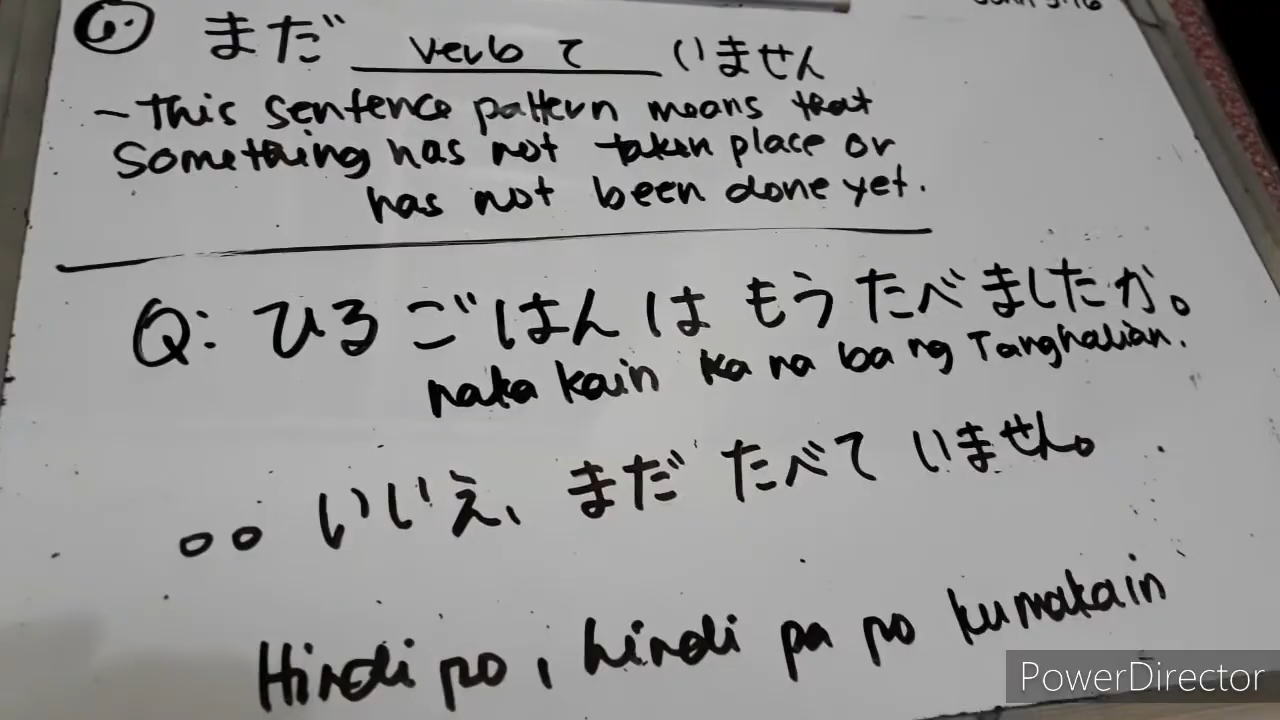 6. まだ verb て いません
- This sentence pattern means that
Something has not taken place or
has not been done yet.
Q: ひるごはんは もう たべましたか。
naka kain ka na ba ng Tanghalian.
oo いいえ、まだ たべて いません。
Hindi po, hindi pa po kumakain
PowerDirector